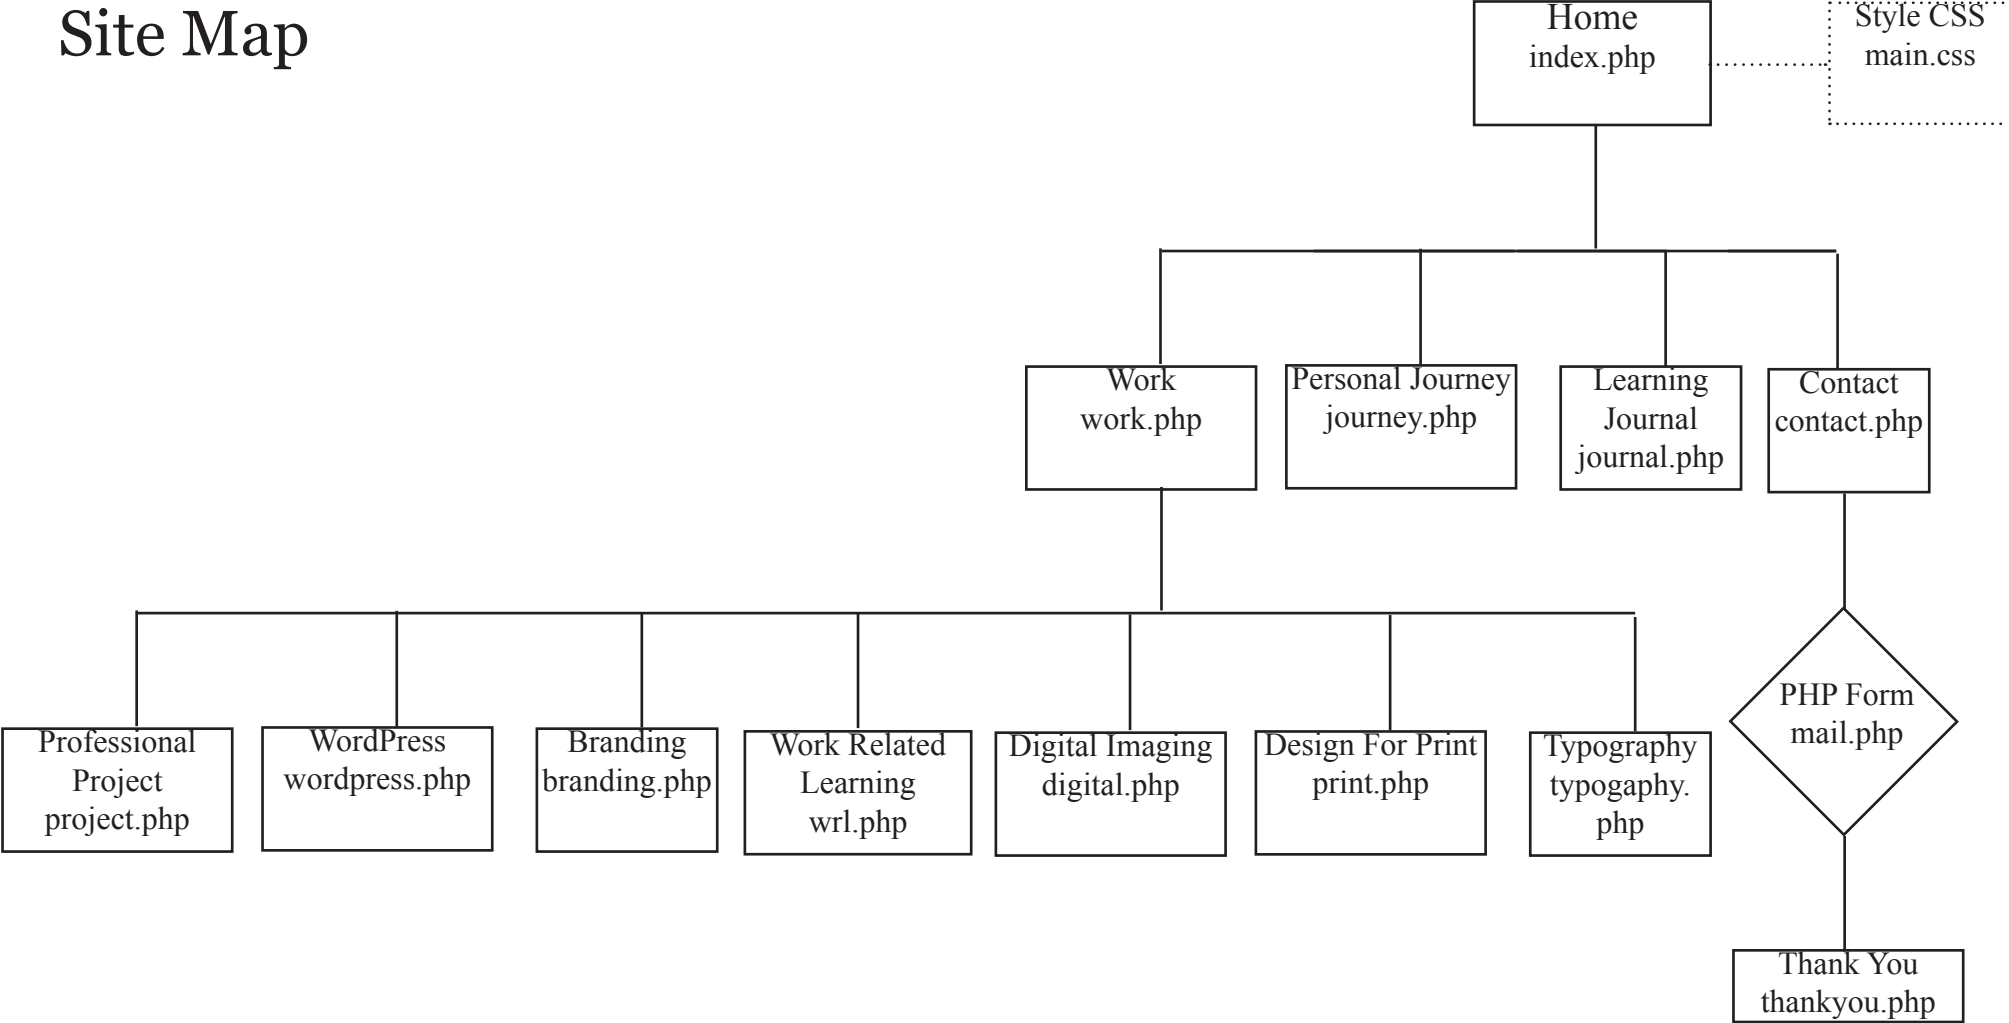 Site Map
Home
index.php
Style CSS
main.css
Work
work.php
Personal Journey
journey.php
Learning
Journal
journal.php
Contact
contact.php
Professional
Project
project.php
WordPress
wordpress.php
Branding
branding.php
Work Related
Learning
wrl.php
Digital Imaging
digital.php
Design For Print
print.php
Typography
typogaphy.
php
PHP Form
mail.php
Thank You
thankyou.php